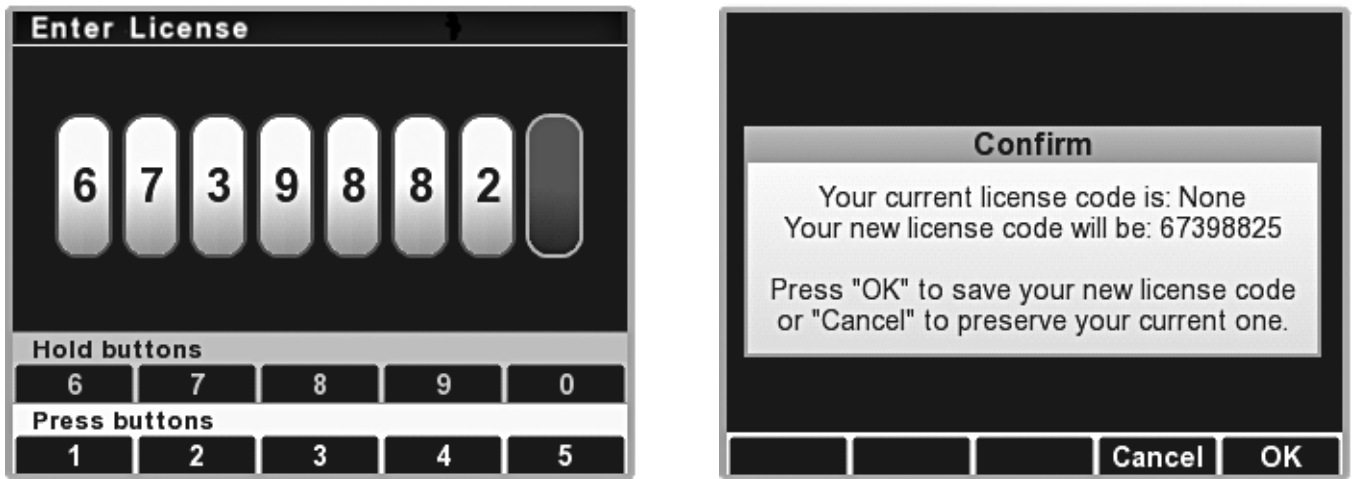 Enter License
6 7 3 9 8 8 2
Hold buttons
6 7 8 9 0
Press buttons
1 2 3 4 5
Confirm
Your current license code is: None
Your new license code will be: 67398825
Press "OK" to save your new license code
or "Cancel" to preserve your current one.
Cancel OK